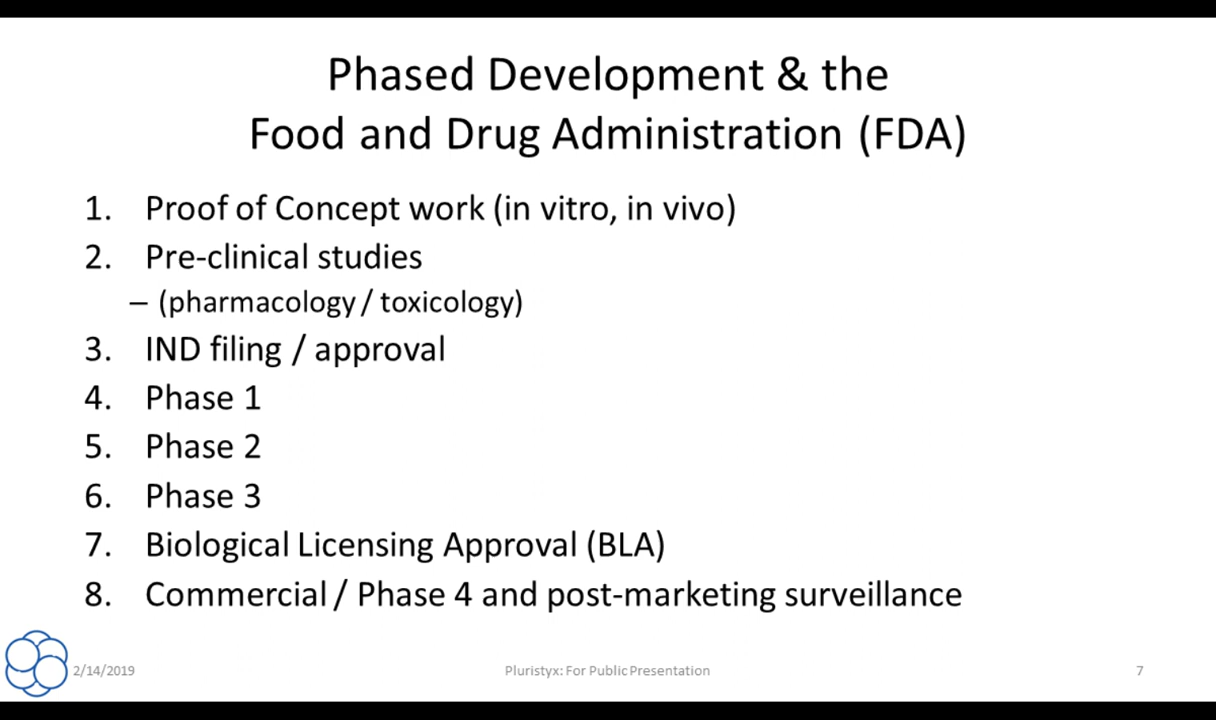 Phased Development & the
Food and Drug Administration (FDA)
1. Proof of Concept work (in vitro, in vivo)
2. Pre-clinical studies
– (pharmacology / toxicology)
3. IND filing / approval
4. Phase 1
5. Phase 2
6. Phase 3
7. Biological Licensing Approval (BLA)
8. Commercial / Phase 4 and post-marketing surveillance
2/14/2019 Pluristyx: For Public Presentation 7